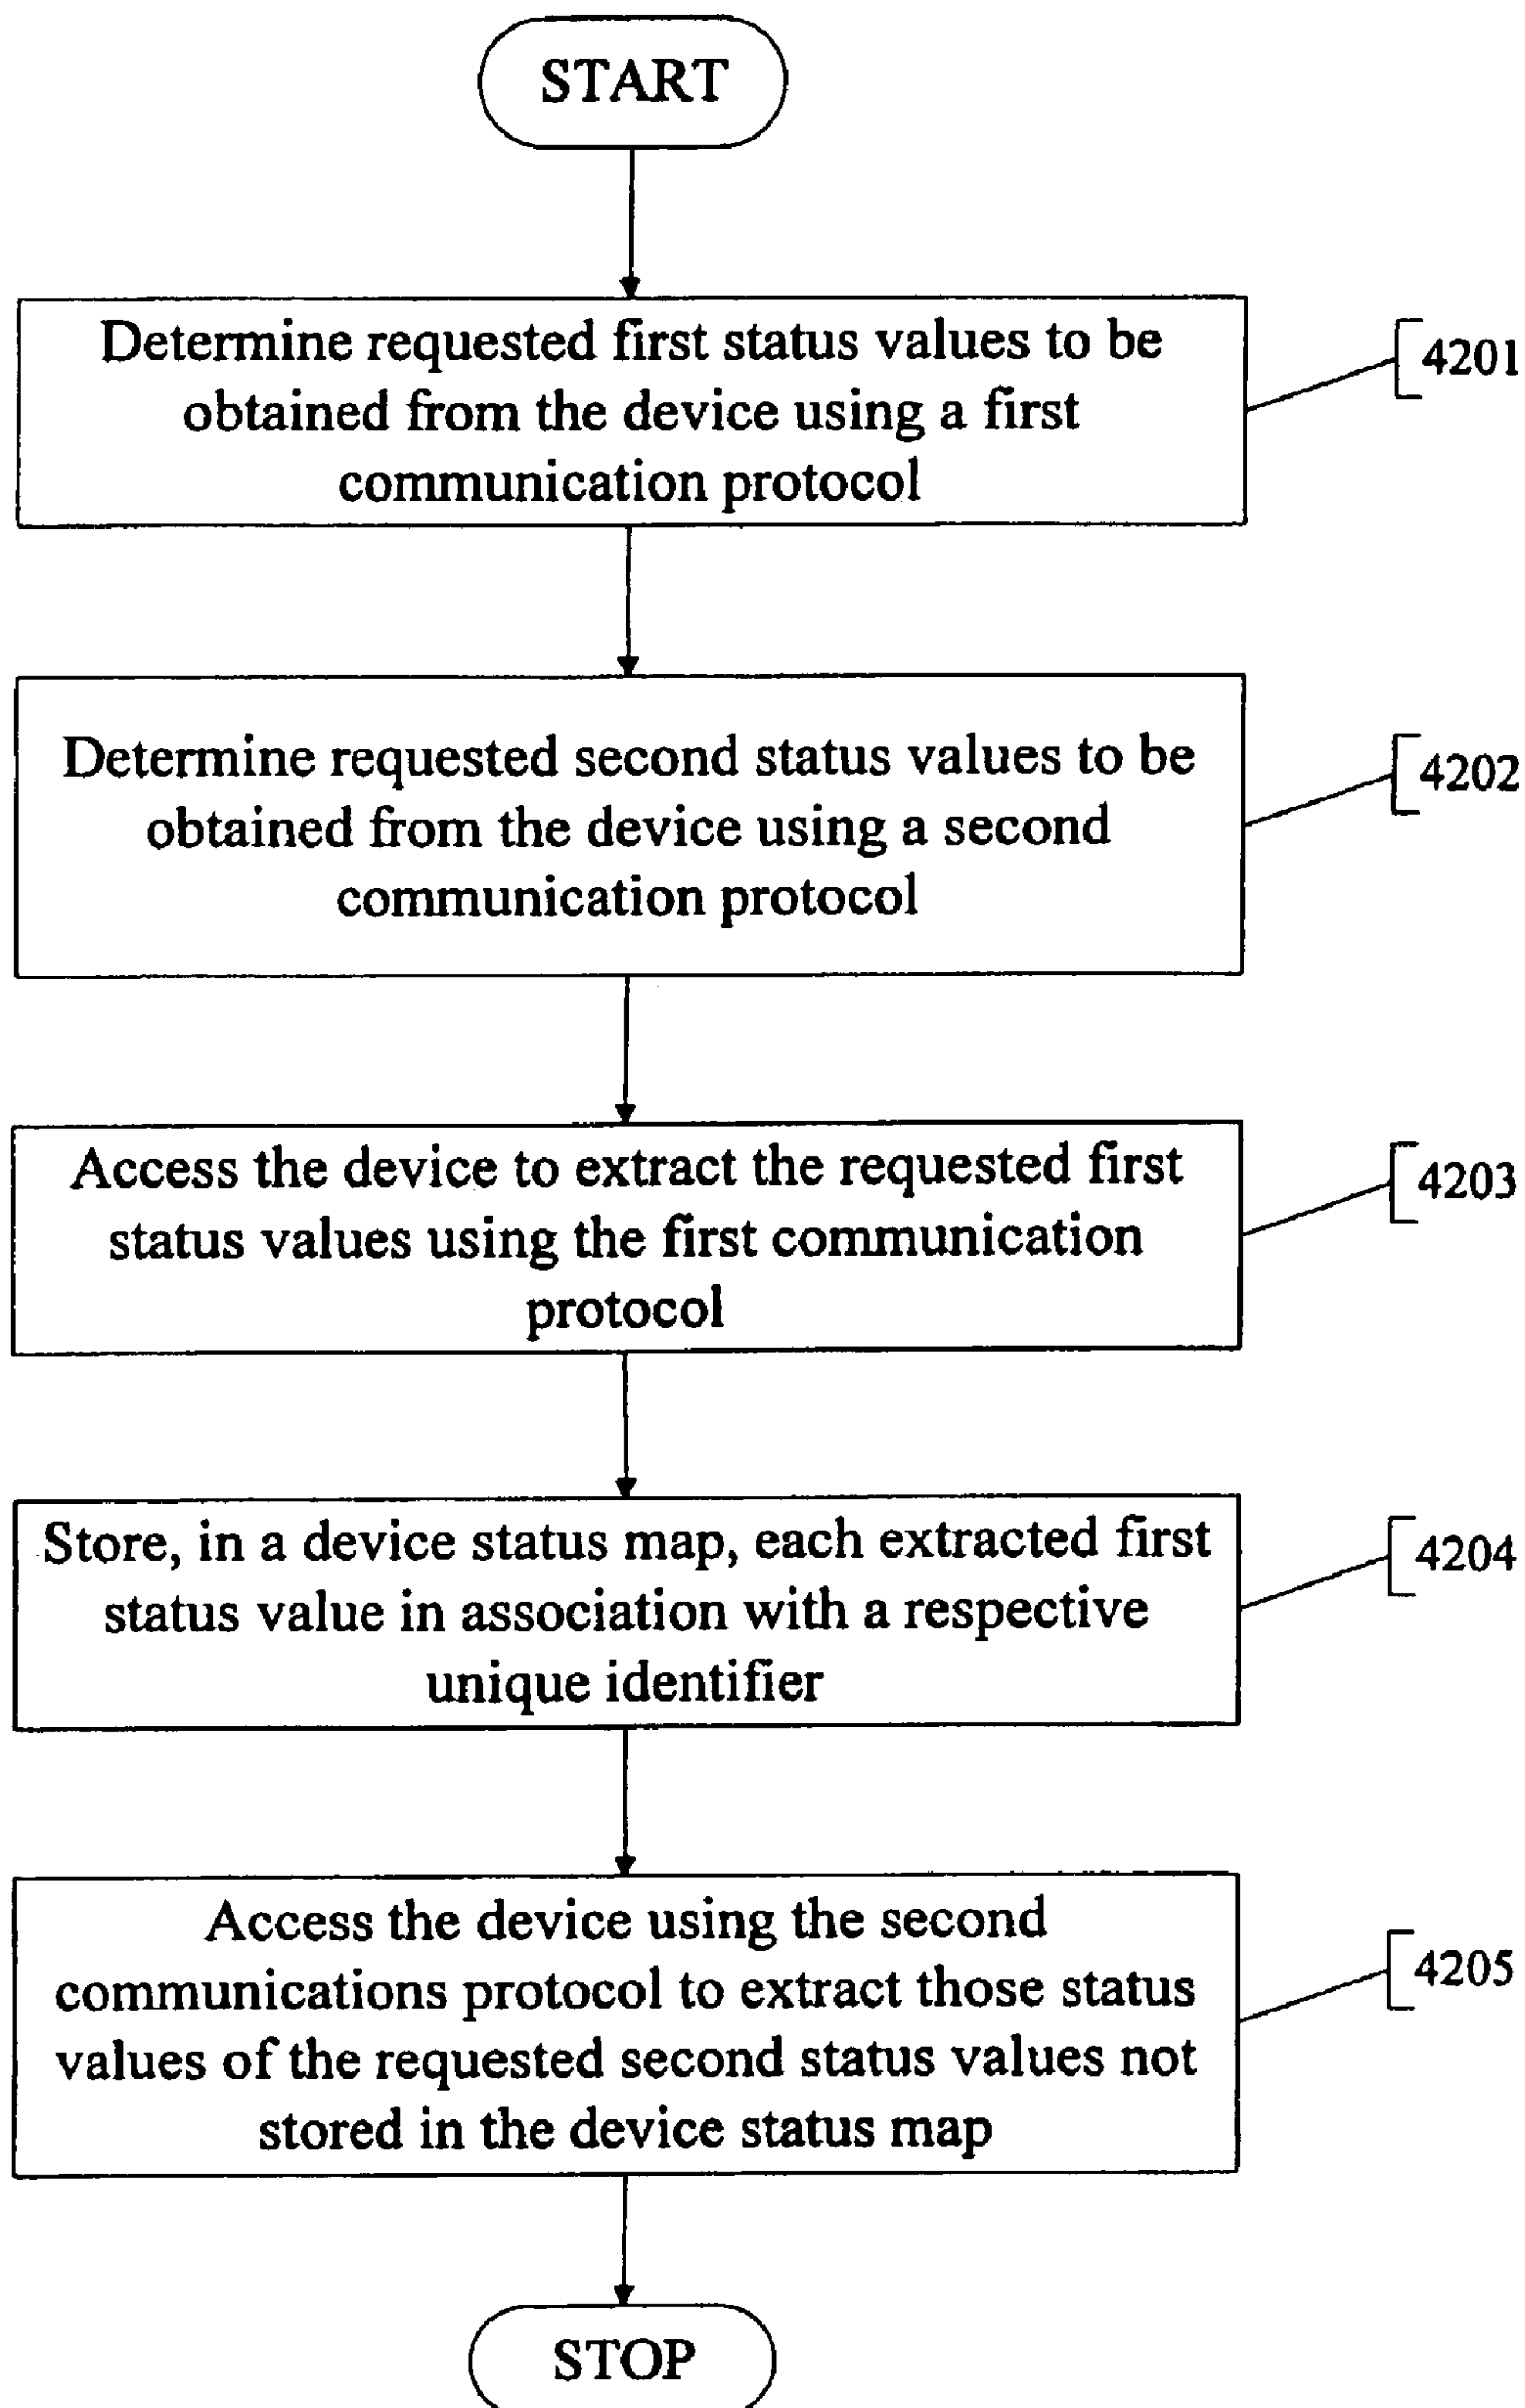 START
Determine requested first status values to be
obtained from the device using a first
communication protocol
4201
Determine requested second status values to be
obtained from the device using a second
communication protocol
4202
Access the device to extract the requested first
status values using the first communication
protocol
4203
Store, in a device status map, each extracted first
status value in association with a respective
unique identifier
4204
Access the device using the second
communications protocol to extract those status
values of the requested second status values not
stored in the device status map
4205
STOP